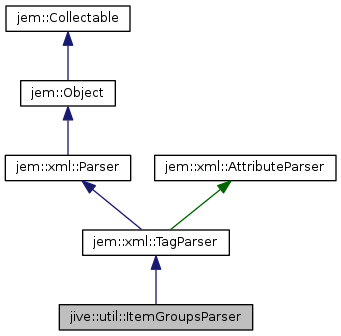 jem::Collectable
jem::Object
jem::xml::Parser
jem::xml::AttributeParser
jem::xml::TagParser
jive::util::ItemGroupsParser